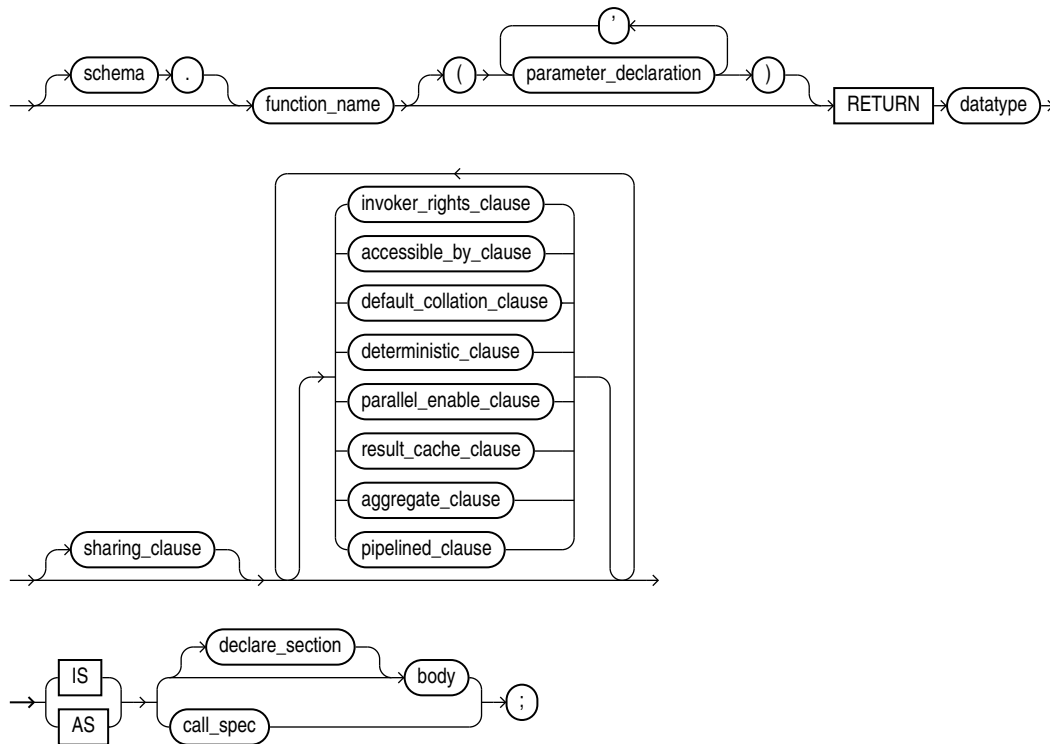 ,
schema . ( parameter_declaration )
function_name RETURN datatype
invoker_rights_clause
accessible_by_clause
default_collation_clause
deterministic_clause
parallel_enable_clause
result_cache_clause
aggregate_clause
sharing_clause pipelined_clause
declare_section
IS body
;
AS call_spec